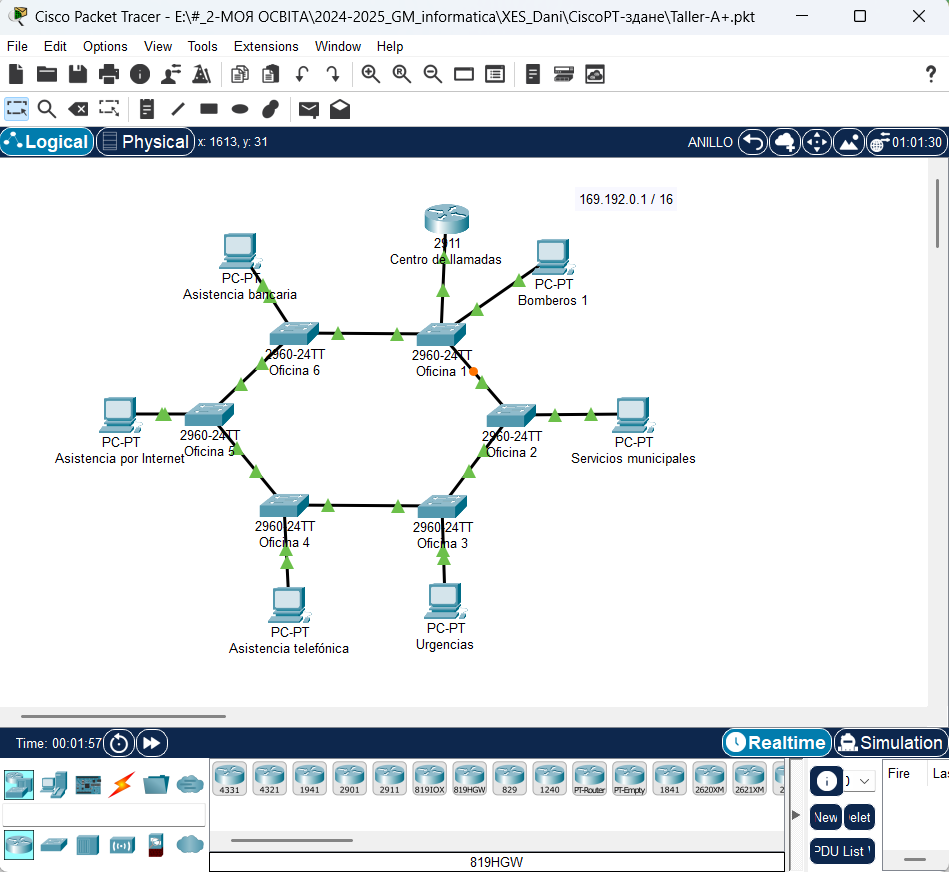 Cisco Packet Tracer - E:\#_2-МОЯ ОСВІТА\2024-2025_GM_informatica\XES_Dani\CiscoPT-здане\Taller-A+.pkt
File Edit Options View Tools Extensions Window Help
?
Logical Physical x: 1613, y: 31 ANILLO 01:01:30
169.192.0.1 / 16
2911
Centro de llamadas
PC-PT
Asistencia bancaria
PC-PT
Bomberos 1
2960-24TT
Oficina 6
2960-24TT
Oficina 1
PC-PT
Asistencia por Internet
2960-24TT
Oficina 5
2960-24TT
Oficina 2
PC-PT
Servicios municipales
2960-24TT
Oficina 4
2960-24TT
Oficina 3
PC-PT
Asistencia telefónica
PC-PT
Urgencias
Time: 00:01:57 Realtime Simulation
4331 4321 1941 2901 2911 819IOX 819HGW 829 1240 PT-Router PT-Empty 1841 2620XM 2621XM 2
819HGW
Fire Las
New elet
PDU List